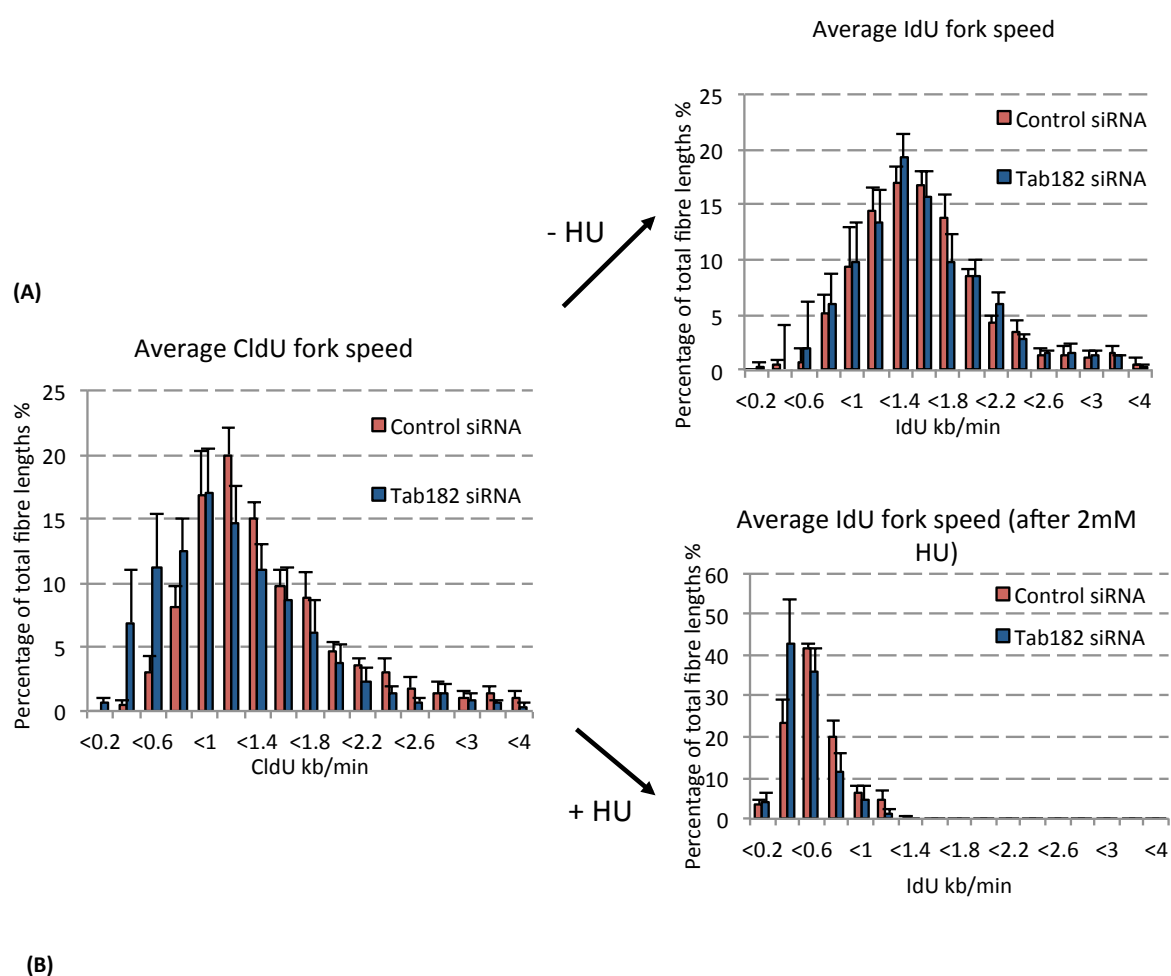 Average IdU fork speed
Percentage of total fibre lengths %
25
20
15
10
5
0
Control siRNA
Tab182 siRNA
<0.2 <0.6 <1 <1.4 <1.8 <2.2 <2.6 <3 <4
IdU kb/min
- HU
(A)
Average CldU fork speed
Percentage of total fibre lengths %
25
20
15
10
5
0
Control siRNA
Tab182 siRNA
<0.2 <0.6 <1 <1.4 <1.8 <2.2 <2.6 <3 <4
CldU kb/min
+ HU
Average IdU fork speed (after 2mM
HU)
Percentage of total fibre lengths %
60
50
40
30
20
10
0
Control siRNA
Tab182 siRNA
<0.2 <0.6 <1 <1.4 <1.8 <2.2 <2.6 <3 <4
IdU kb/min
(B)